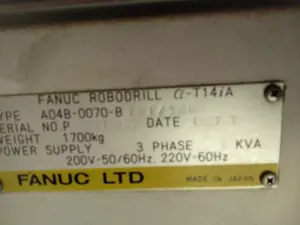 FANUC ROBODRILL α-T14iA
TYPE A04B-0070-B
SERIAL NO.P DATE
WEIGHT 1700kg
POWER SUPPLY 3 PHASE KVA
200V-50/60Hz, 220V-60Hz
FANUC LTD MADE IN JAPAN